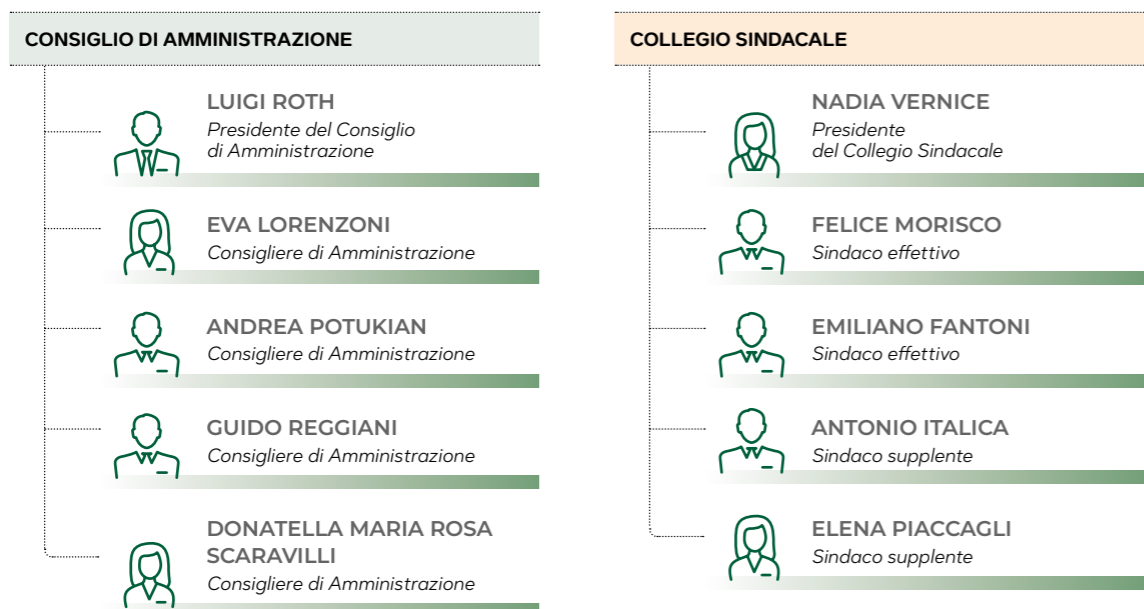 CONSIGLIO DI AMMINISTRAZIONE
LUIGI ROTH
Presidente del Consiglio
di Amministrazione
EVA LORENZONI
Consigliere di Amministrazione
ANDREA POTUKIAN
Consigliere di Amministrazione
GUIDO REGGIANI
Consigliere di Amministrazione
DONATELLA MARIA ROSA
SCARAVILLI
Consigliere di Amministrazione
COLLEGIO SINDACALE
NADIA VERNICE
Presidente
del Collegio Sindacale
FELICE MORISCO
Sindaco effettivo
EMILIANO FANTONI
Sindaco effettivo
ANTONIO ITALICA
Sindaco supplente
ELENA PIACCAGLI
Sindaco supplente